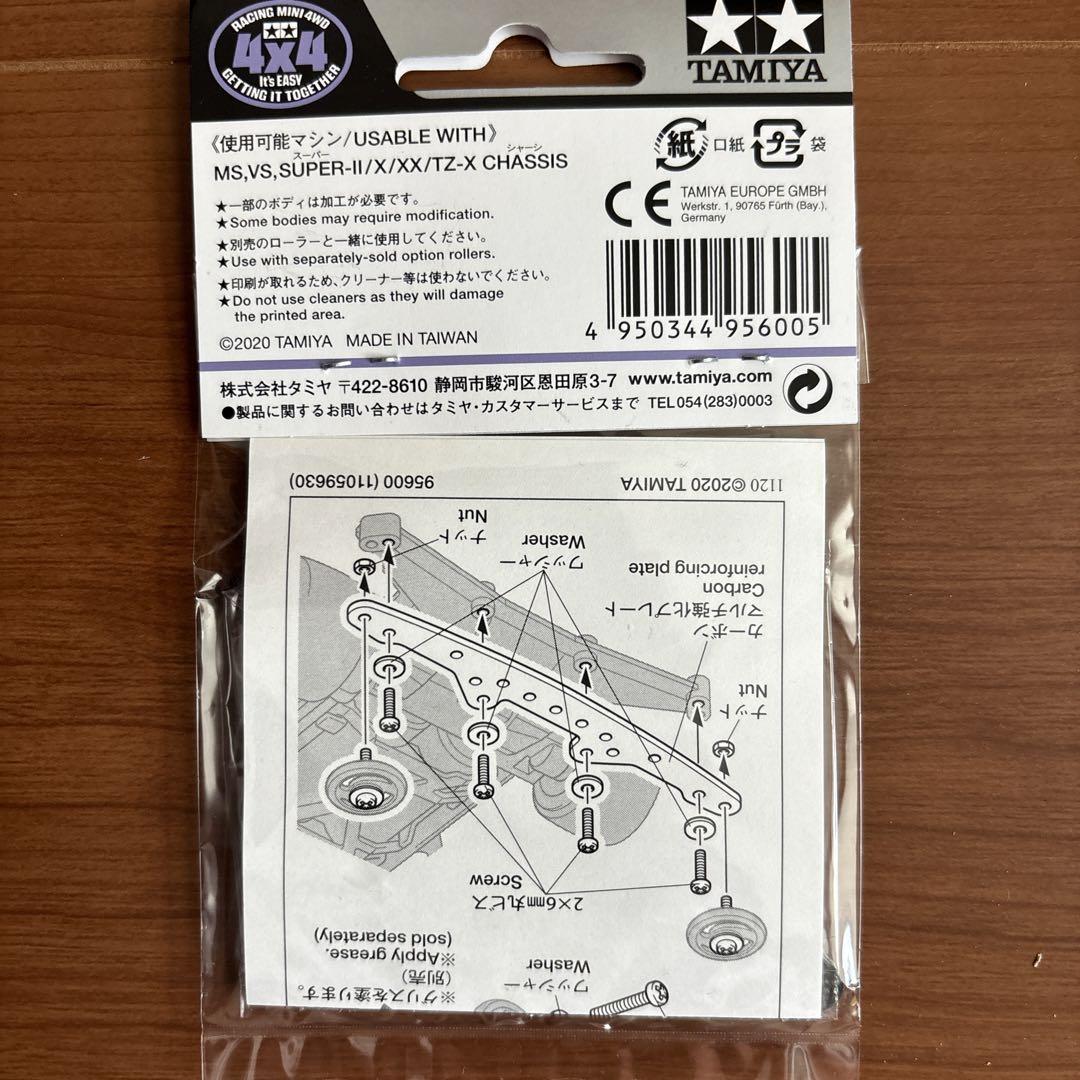 RACING MINI 4WD
4x4
It's EASY
GETTING IT TOGETHER
TAMIYA
《使用可能マシン/USABLE WITH》
スーパー シャーシ
MS,VS,SUPER-II/X/XX/TZ-X CHASSIS
★一部のボディは加工が必要です。
★Some bodies may require modification.
★別売のローラーと一緒に使用してください。
★Use with separately-sold option rollers.
★印刷が取れるため、クリーナー等は使わないでください。
★Do not use cleaners as they will damage
the printed area.
©2020 TAMIYA MADE IN TAIWAN
紙 口紙 プラ 袋
CE
TAMIYA EUROPE GMBH
Werkstr. 1, 90765 Fürth (Bay.),
Germany
4 950344 956005
株式会社タミヤ 〒422-8610 静岡市駿河区恩田原3-7 www.tamiya.com
●製品に関するお問い合わせはタミヤ・カスタマーサービスまで TEL054(283)0003
ワッシャー
Washer
※グリスを塗ります。
(別売)
※Apply grease.
(sold separately)
2×6㎜丸ビス
Screw
ナット
Nut
カーボン
マルチ強化プレート
Carbon
reinforcing plate
ワッシャー
Washer
ナット
Nut
1120 ©2020 TAMIYA
95600 (11059630)